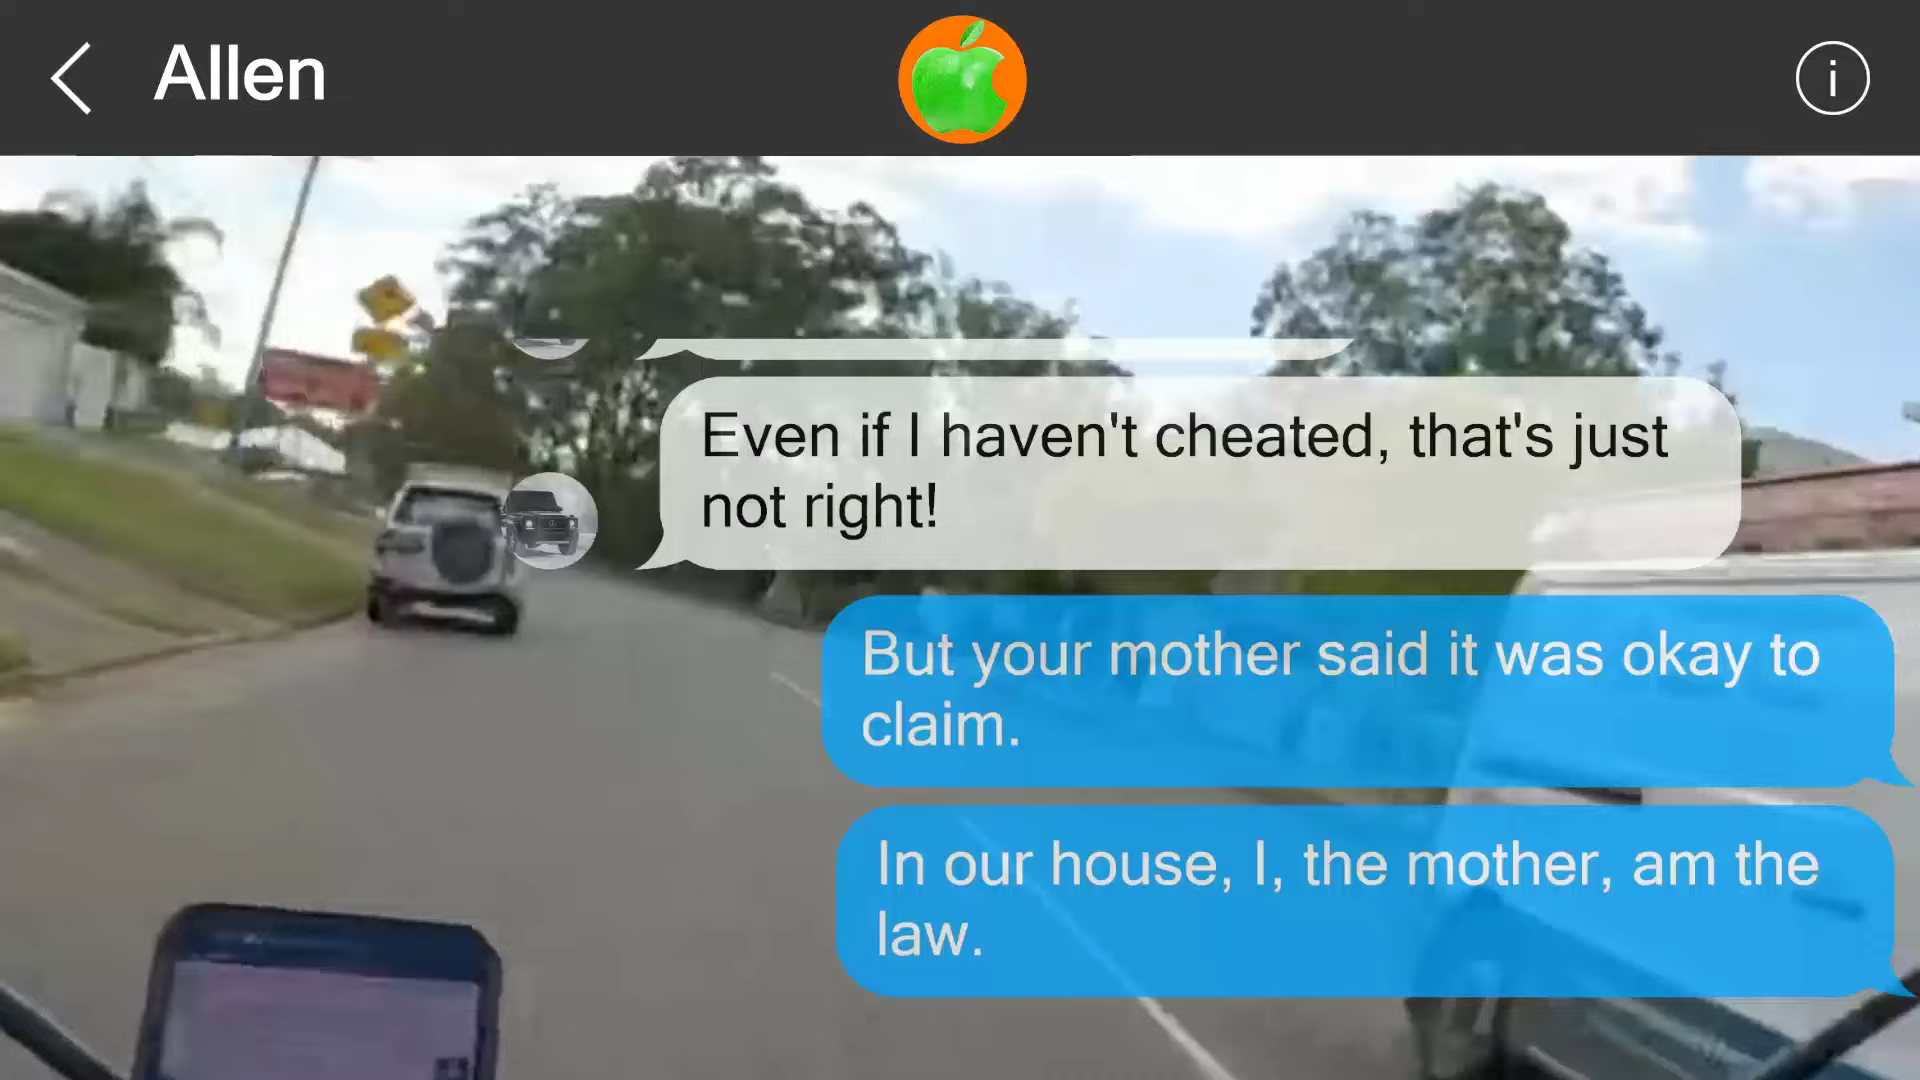 Allen
Even if I haven't cheated, that's just
not right!
But your mother said it was okay to
claim.
In our house, I, the mother, am the
law.